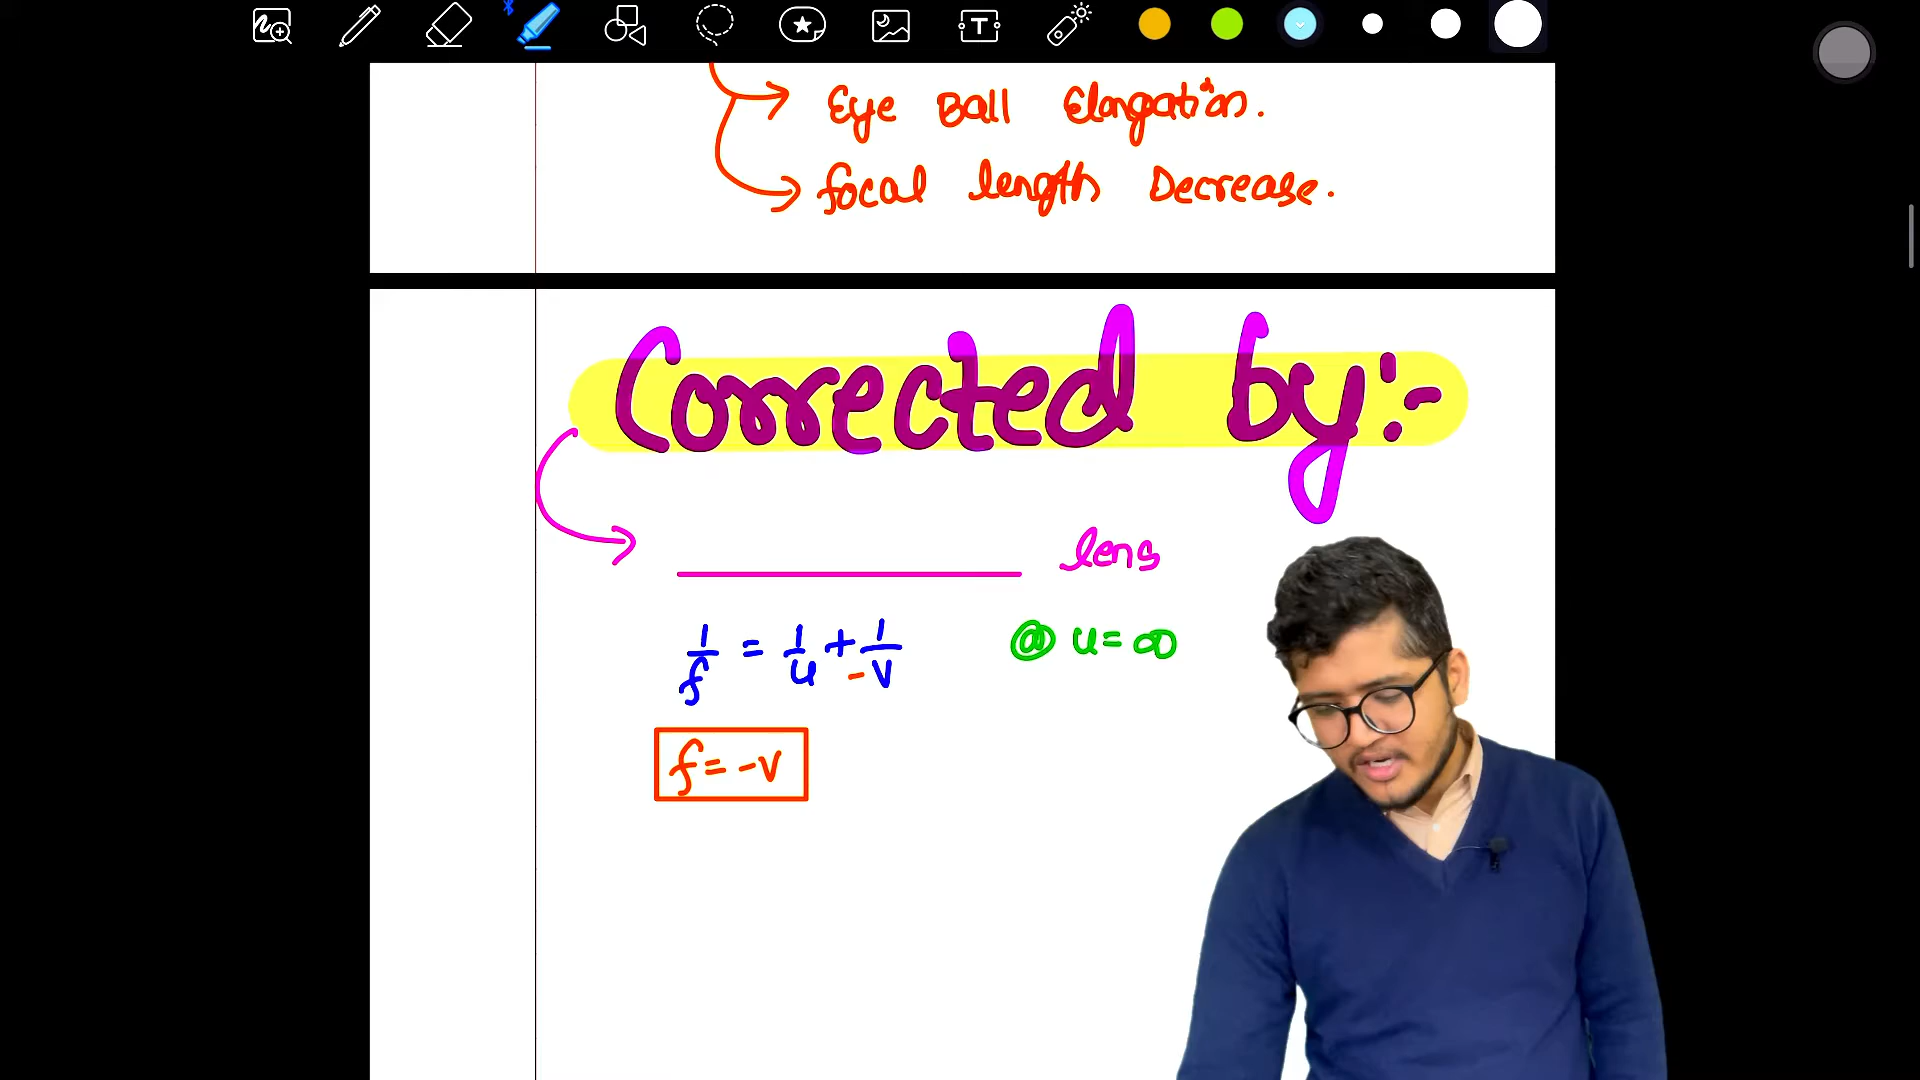 Eye Ball Elongation.
focal length Decrease.
Corrected by:-
lens
1/f = 1/u + 1/-v @ u=∞
f=-v